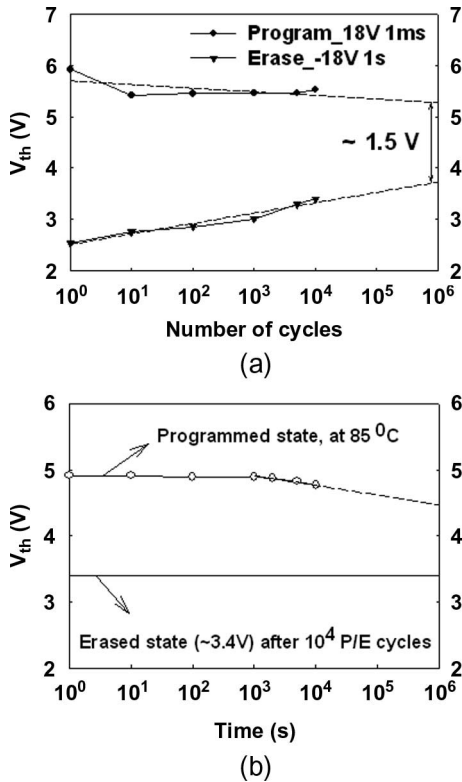 7
6
5
4
3
2
V_th (V)
Program_18V 1ms
Erase_-18V 1s
~ 1.5 V
7
6
5
4
3
2
10^0 10^1 10^2 10^3 10^4 10^5 10^6
Number of cycles
(a)
6
5
4
3
2
V_th (V)
Programmed state, at 85 ^0C
Erased state (~3.4V) after 10^4 P/E cycles
6
5
4
3
2
10^0 10^1 10^2 10^3 10^4 10^5 10^6
Time (s)
(b)